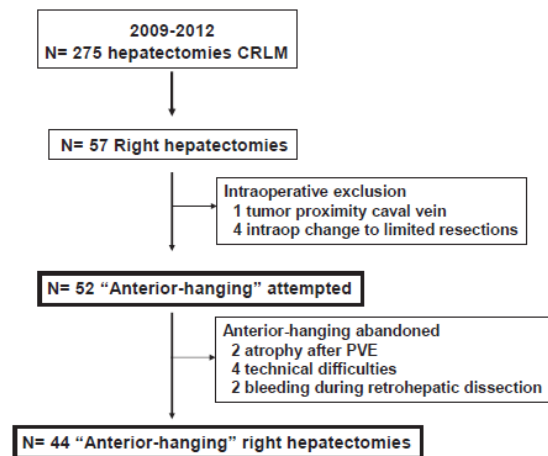 2009-2012
N= 275 hepatectomies CRLM
N= 57 Right hepatectomies
Intraoperative exclusion
1 tumor proximity caval vein
4 intraop change to limited resections
N= 52 “Anterior-hanging” attempted
Anterior-hanging abandoned
2 atrophy after PVE
4 technical difficulties
2 bleeding during retrohepatic dissection
N= 44 “Anterior-hanging” right hepatectomies